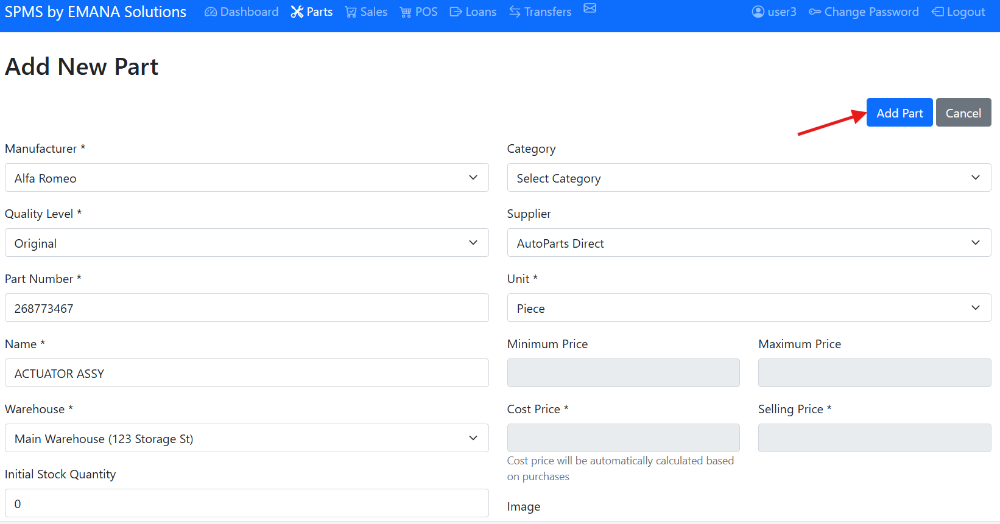 SPMS by EMANA Solutions Dashboard Parts Sales POS Loans Transfers user3 Change Password Logout
Add New Part
Add Part Cancel
Manufacturer * Category
Alfa Romeo Select Category
Quality Level * Supplier
Original AutoParts Direct
Part Number * Unit *
268773467 Piece
Name * Minimum Price Maximum Price
ACTUATOR ASSY
Warehouse * Cost Price * Selling Price *
Main Warehouse (123 Storage St)
Cost price will be automatically calculated based
on purchases
Initial Stock Quantity
0
Image